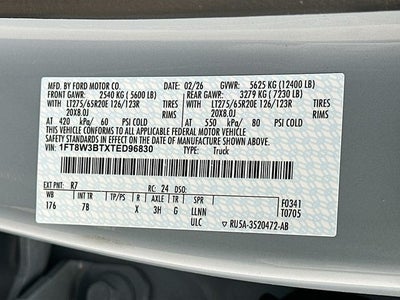 MFD. BY FORD MOTOR CO. 02/26 GVWR: 5625 KG (12400 LB)
FRONT GAWR: 2540 KG (5600 LB) REAR GAWR: 3279 KG (7230 LB)
WITH LT275/65R20E 126/123R TIRES WITH LT275/65R20E 126/123R TIRES
20X8.0J RIMS 20X8.0J RIMS
AT 420 kPa/ 60 PSI COLD AT 550 kPa/ 80 PSI COLD
THIS VEHICLE CONFORMS TO ALL APPLICABLE FEDERAL MOTOR
VEHICLE SAFETY STANDARDS IN EFFECT ON THE DATE OF MANUFACTURE
SHOWN ABOVE.
VIN: 1FT8W3BTXTED96830 TYPE: Truck
EXT PNT: R7 RC: 24 DSO: F0341
WB INT TR TP/PS R AXLE TR SPR T0705
176 7B X 3H G LLNN
ULC RU5A-3520472-AB